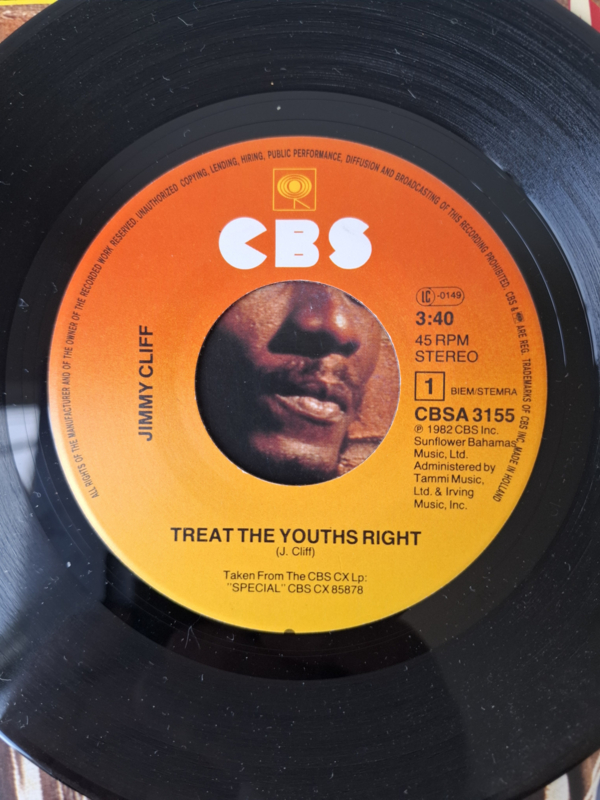 ALL RIGHTS OF THE MANUFACTURER AND OF THE OWNER OF THE RECORDED WORK RESERVED. UNAUTHORIZED COPYING, LENDING, HIRING, PUBLIC PERFORMANCE, DIFFUSION AND BROADCASTING OF THIS RECORDING PROHIBITED. CBS & ARE REG. TRADEMARKS OF CBS INC. MADE IN HOLLAND
CBS
JIMMY CLIFF
LC -0149
3:40
45 RPM
STEREO
1 BIEM/STEMRA
CBSA 3155
℗ 1982 CBS Inc.
Sunflower Bahamas
Music, Ltd.
Administered by
Tammi Music,
Ltd. & Irving
Music, Inc.
TREAT THE YOUTHS RIGHT
(J. Cliff)
Taken From The CBS CX Lp:
"SPECIAL" CBS CX 85878